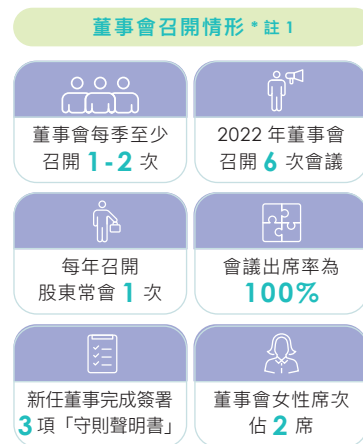 董事會召開情形 * 註 1
董事會每季至少
召開 1-2 次
2022 年董事會
召開 6 次會議
每年召開
股東常會 1 次
會議出席率為
100%
新任董事完成簽署
3 項「守則聲明書」
董事會女性席次
佔 2 席